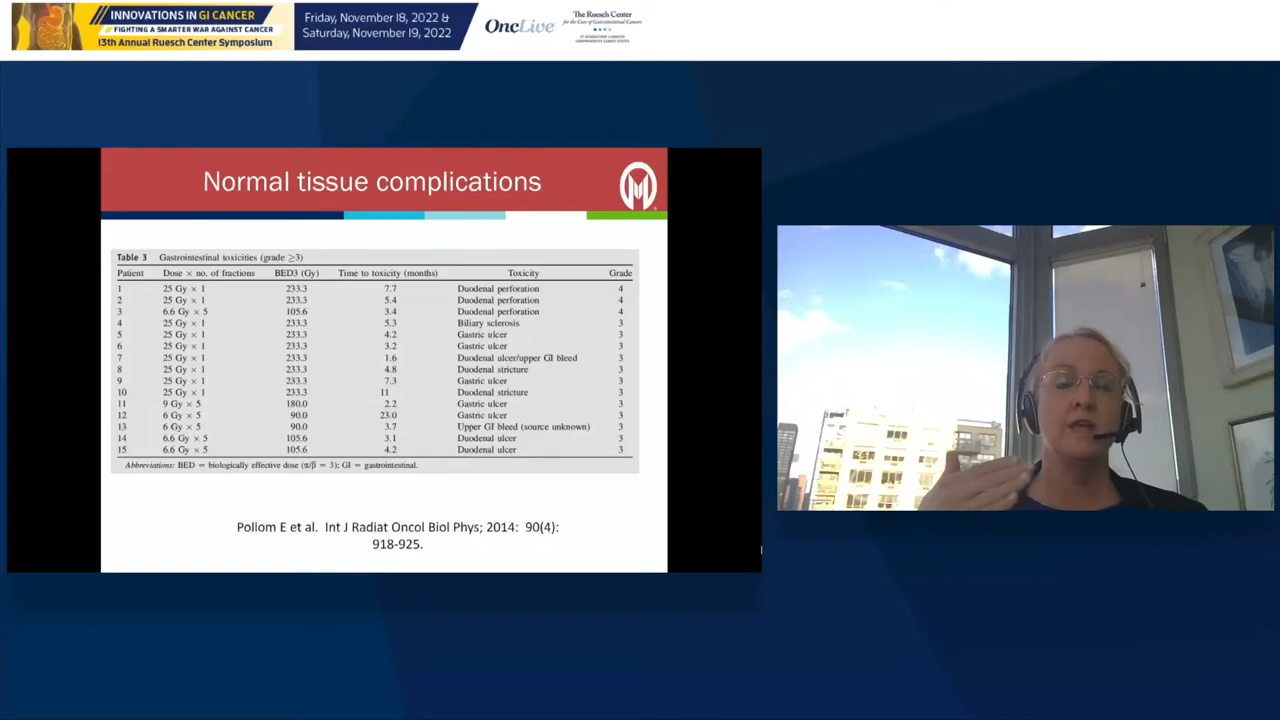 INNOVATIONS IN GI CANCER
FIGHTING A SMARTER WAR AGAINST CANCER
13th Annual Ruesch Center Symposium
Friday, November 18, 2022 &
Saturday, November 19, 2022
OncLive
The Ruesch Center
for the Cure of Gastrointestinal Cancers
Normal tissue complications
Table 3 Gastrointestinal toxicities (grade ≥3)
Patient Dose × no. of fractions BED3 (Gy) Time to toxicity (months) Toxicity Grade
1 25 Gy × 1 233.3 7.7 Duodenal perforation 4
2 25 Gy × 1 233.3 5.4 Duodenal perforation 4
3 6.6 Gy × 5 105.6 3.4 Duodenal perforation 4
4 25 Gy × 1 233.3 5.3 Biliary sclerosis 3
5 25 Gy × 1 233.3 4.2 Gastric ulcer 3
6 25 Gy × 1 233.3 3.2 Gastric ulcer 3
7 25 Gy × 1 233.3 1.6 Duodenal ulcer/upper GI bleed 3
8 25 Gy × 1 233.3 4.8 Duodenal stricture 3
9 25 Gy × 1 233.3 7.3 Gastric ulcer 3
10 25 Gy × 1 233.3 11 Duodenal stricture 3
11 9 Gy × 5 180.0 2.2 Gastric ulcer 3
12 6 Gy × 5 90.0 23.0 Gastric ulcer 3
13 6 Gy × 5 90.0 3.7 Upper GI bleed (source unknown) 3
14 6.6 Gy × 5 105.6 3.1 Duodenal ulcer 3
15 6.6 Gy × 5 105.6 4.2 Duodenal ulcer 3
Abbreviations: BED = biologically effective dose (α/β = 3); GI = gastrointestinal.
Pollom E et al. Int J Radiat Oncol Biol Phys; 2014: 90(4):
918-925.